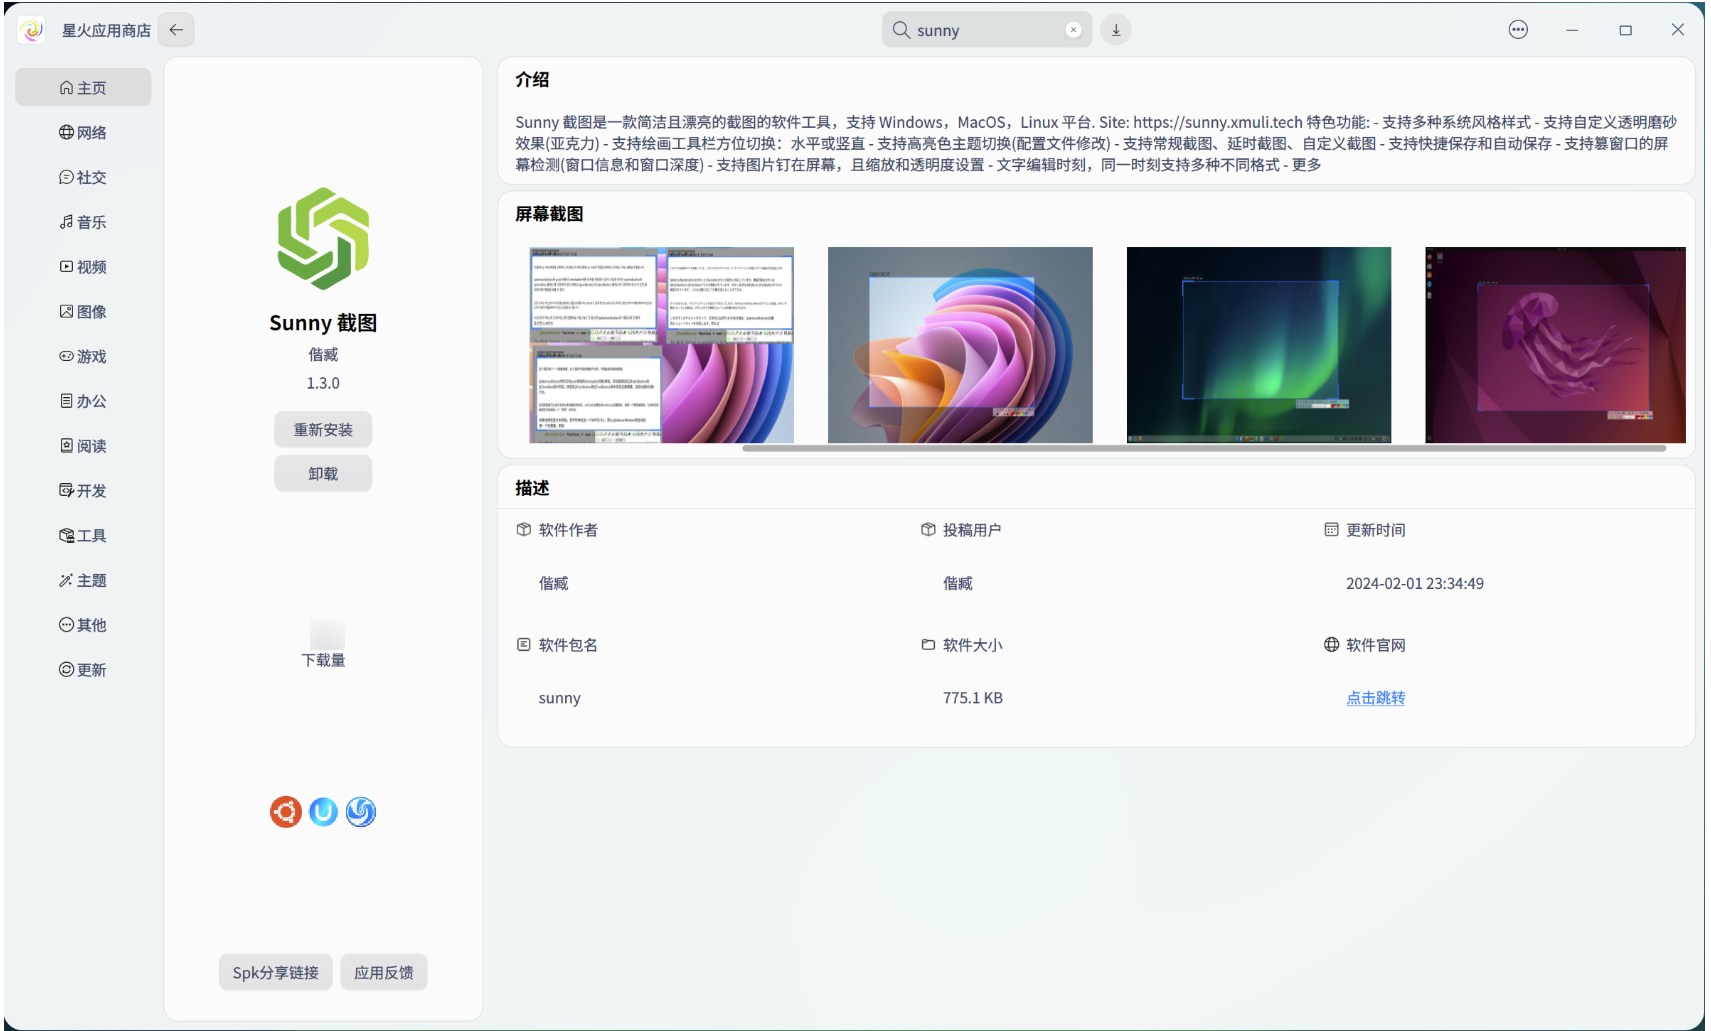 星火应用商店
sunny
主页
网络
社交
音乐
视频
图像
游戏
办公
阅读
开发
工具
主题
其他
更新
Sunny 截图
偕臧
1.3.0
重新安装
卸载
下载量
Spk分享链接
应用反馈
介绍
Sunny 截图是一款简洁且漂亮的截图的软件工具，支持 Windows，MacOS，Linux 平台. Site: https://sunny.xmuli.tech 特色功能: - 支持多种系统风格样式 - 支持自定义透明磨砂
效果(亚克力) - 支持绘画工具栏方位切换：水平或竖直 - 支持高亮色主题切换(配置文件修改) - 支持常规截图、延时截图、自定义截图 - 支持快捷保存和自动保存 - 支持篡窗口的屏
幕检测(窗口信息和窗口深度) - 支持图片钉在屏幕，且缩放和透明度设置 - 文字编辑时刻，同一时刻支持多种不同格式 - 更多
屏幕截图
描述
软件作者
投稿用户
更新时间
偕臧
偕臧
2024-02-01 23:34:49
软件包名
软件大小
软件官网
sunny
775.1 KB
点击跳转